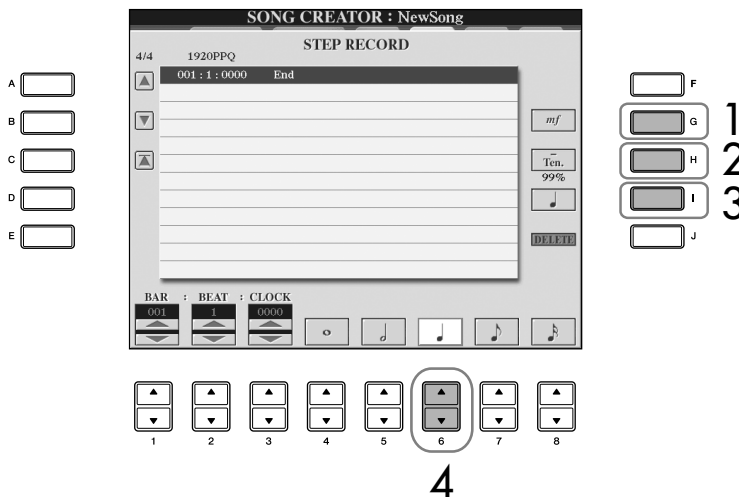 SONG CREATOR : NewSong
STEP RECORD
4/4 1920PPQ
001 : 1 : 0000 End
A
B
C
D
E
mf
Ten.
99%
DELETE
F
G 1
H 2
I 3
J
BAR : BEAT : CLOCK
001 1 0000
1 2 3 4 5 6 7 8
4